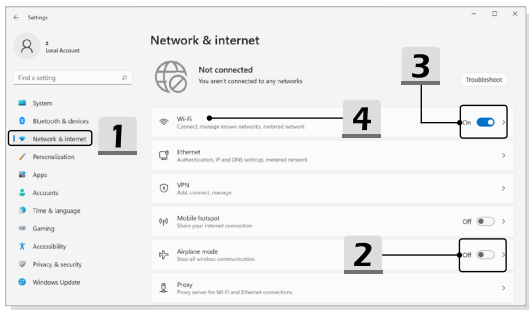 Settings
z
Local Account
Find a setting
System
Bluetooth & devices
Network & internet
Personalization
Apps
Accounts
Time & language
Gaming
Accessibility
Privacy & security
Windows Update
1
Network & internet
Not connected
You aren't connected to any networks
Troubleshoot
3
Wi-Fi
Connect, manage known networks, metered network
4
On
Ethernet
Authentication, IP and DNS settings, metered network
VPN
Add, connect, manage
Mobile hotspot
Share your internet connection
Off
Airplane mode
Stop all wireless communication
2
Off
Proxy
Proxy server for Wi-Fi and Ethernet connections